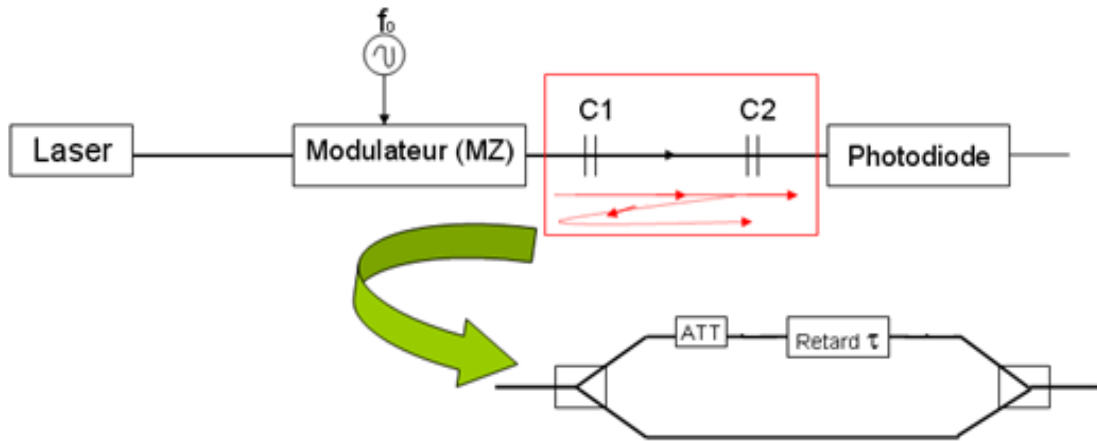 f₀
C1 C2
Laser
Modulateur (MZ)
Photodiode
ATT
Retard τ